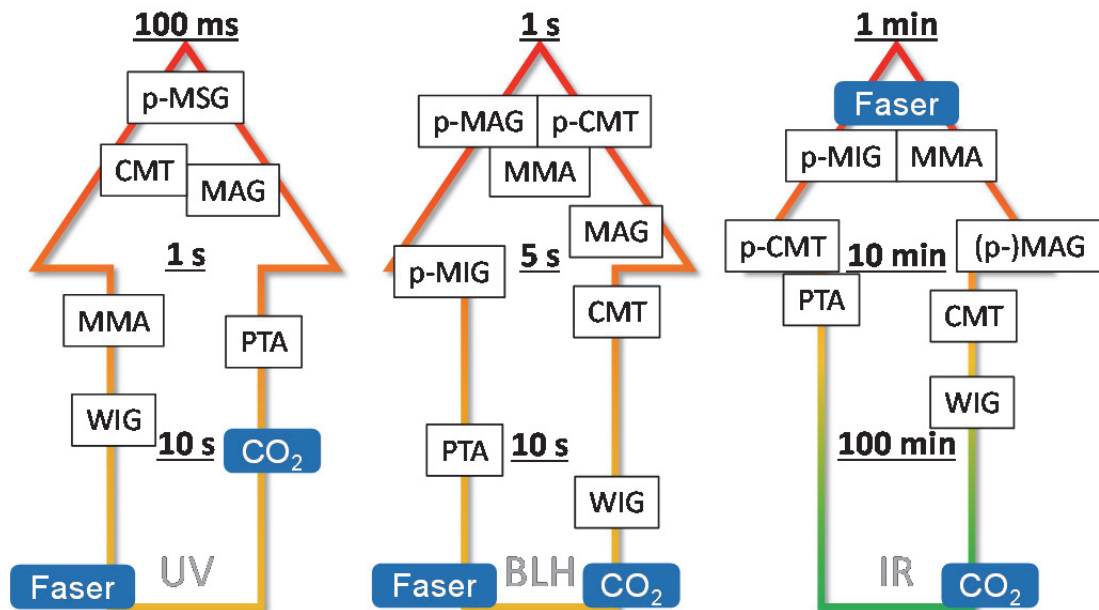 100 ms
p-MSG
CMT
MAG
1 s
MMA
PTA
WIG
10 s
CO₂
Faser
UV
1 s
p-MAG
p-CMT
MMA
MAG
p-MIG
5 s
CMT
PTA
10 s
WIG
Faser
BLH
CO₂
1 min
Faser
p-MIG
MMA
p-CMT
10 min
(p-)MAG
PTA
CMT
WIG
100 min
IR
CO₂